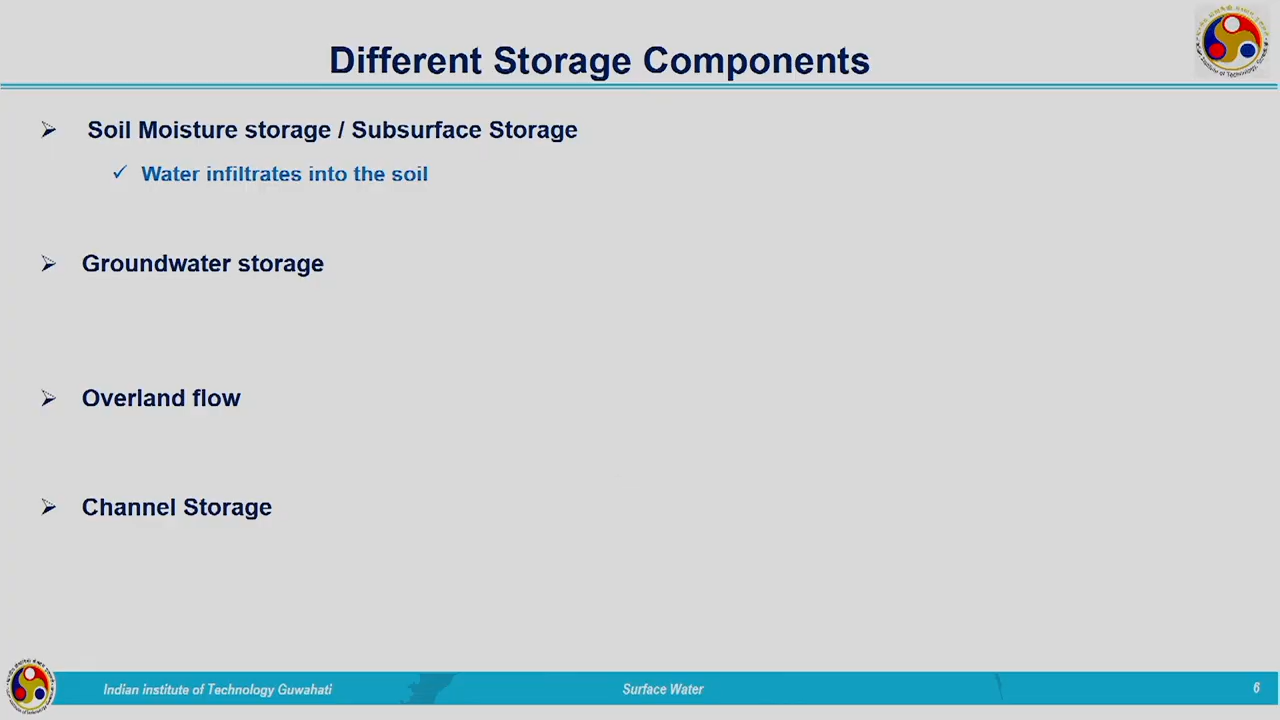 Different Storage Components
Soil Moisture storage / Subsurface Storage
Water infiltrates into the soil
Groundwater storage
Overland flow
Channel Storage
Indian institute of Technology Guwahati
Surface Water
6